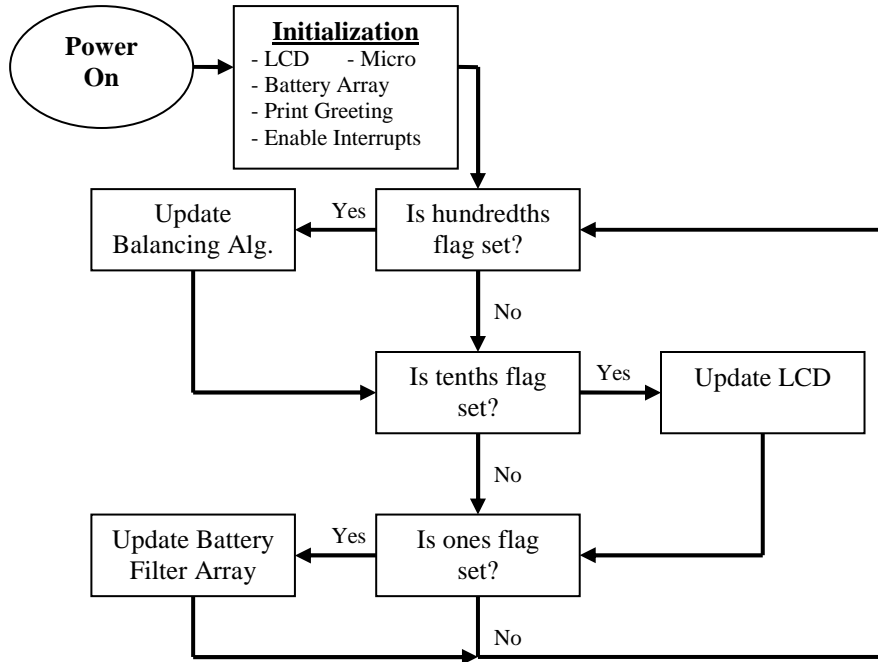 Power
On
Initialization
- LCD - Micro
- Battery Array
- Print Greeting
- Enable Interrupts
Update
Balancing Alg.
Yes
Is hundredths
flag set?
No
Is tenths flag
set?
Yes
Update LCD
No
Update Battery
Filter Array
Yes
Is ones flag
set?
No